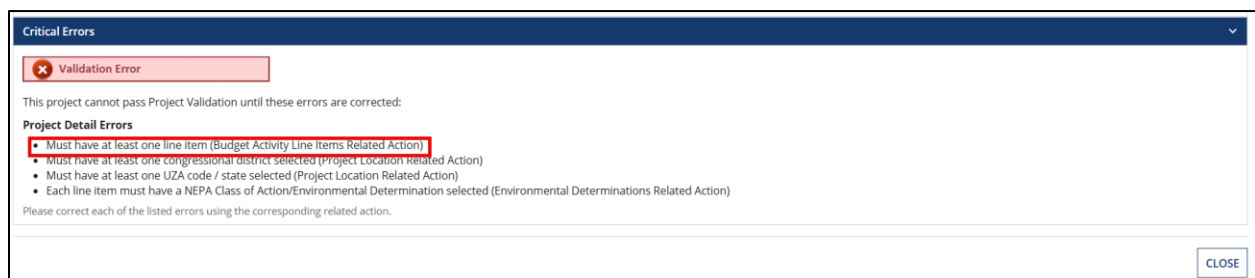 Critical Errors
Validation Error
This project cannot pass Project Validation until these errors are corrected:
Project Detail Errors
• Must have at least one line item (Budget Activity Line Items Related Action)
• Must have at least one congressional district selected (Project Location Related Action)
• Must have at least one UZA code / state selected (Project Location Related Action)
• Each line item must have a NEPA Class of Action/Environmental Determination selected (Environmental Determinations Related Action)
Please correct each of the listed errors using the corresponding related action.
CLOSE